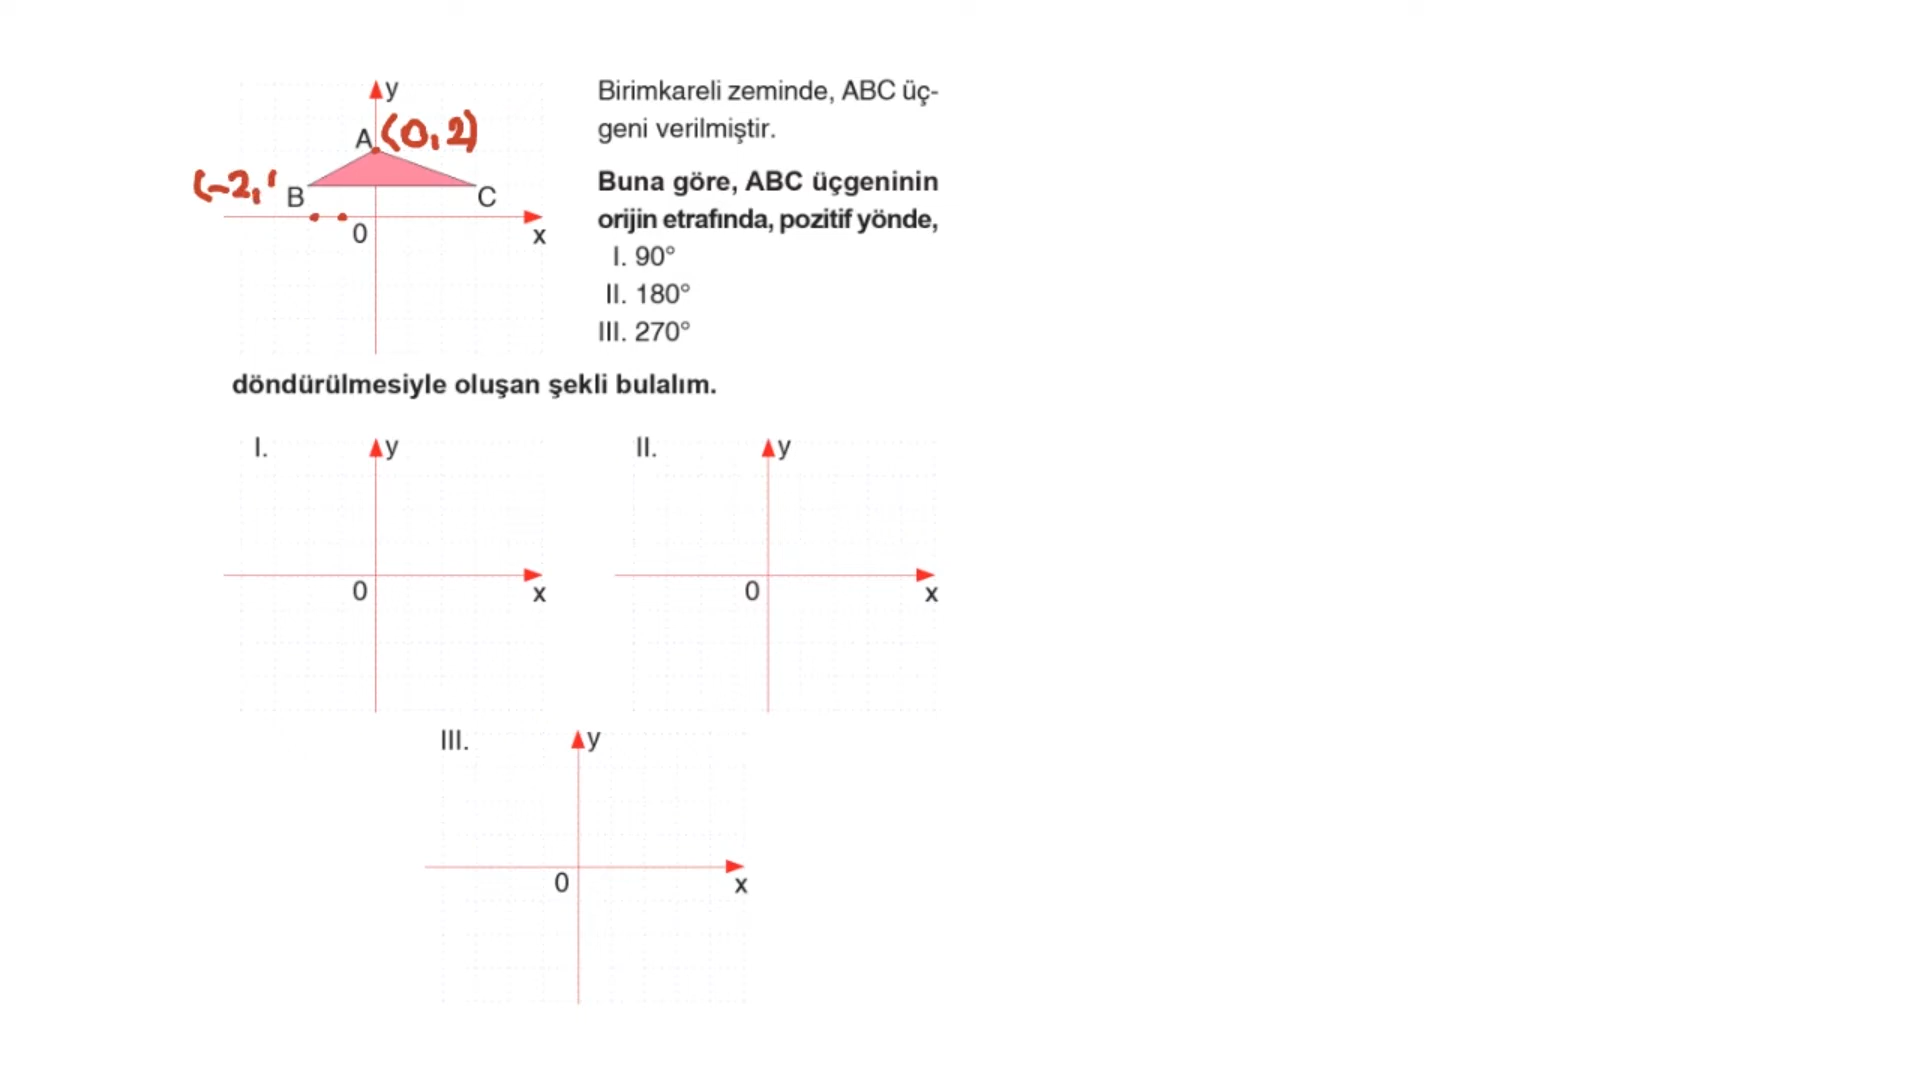 y
A (0,2)
(-2,
B
C
0
x
Birimkareli zeminde, ABC üç-
geni verilmiştir.
Buna göre, ABC üçgeninin
orijin etrafında, pozitif yönde,
I. 90°
II. 180°
III. 270°
döndürülmesiyle oluşan şekli bulalım.
I.
y
0
x
II.
y
0
x
III.
y
0
x